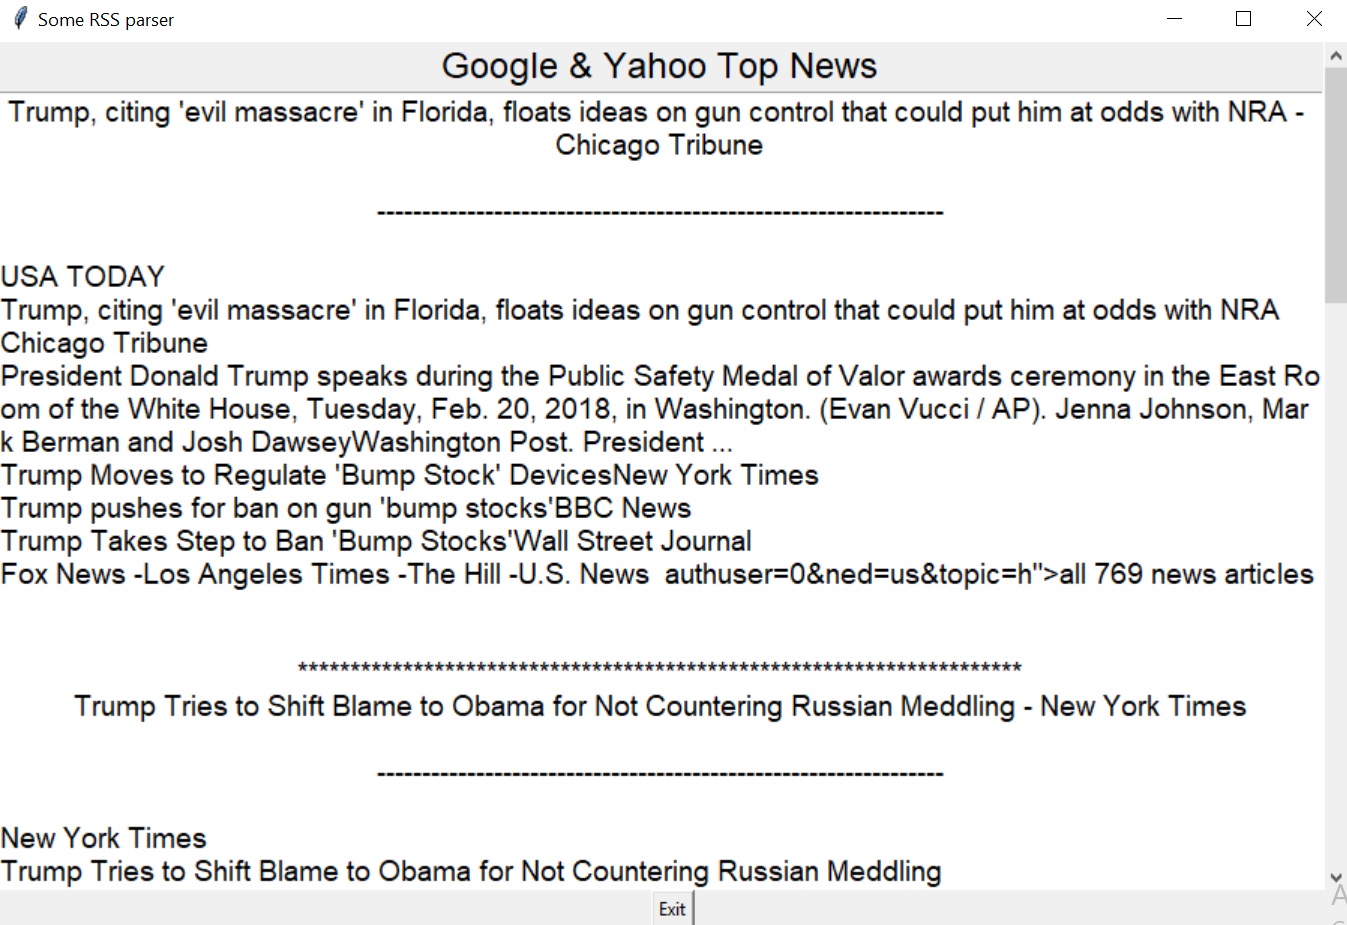 Some RSS parser
Google & Yahoo Top News
Trump, citing 'evil massacre' in Florida, floats ideas on gun control that could put him at odds with NRA -
Chicago Tribune
---------------------------------------------------------------
USA TODAY
Trump, citing 'evil massacre' in Florida, floats ideas on gun control that could put him at odds with NRA
Chicago Tribune
President Donald Trump speaks during the Public Safety Medal of Valor awards ceremony in the East Ro
om of the White House, Tuesday, Feb. 20, 2018, in Washington. (Evan Vucci / AP). Jenna Johnson, Mar
k Berman and Josh DawseyWashington Post. President ...
Trump Moves to Regulate 'Bump Stock' DevicesNew York Times
Trump pushes for ban on gun 'bump stocks'BBC News
Trump Takes Step to Ban 'Bump Stocks'Wall Street Journal
Fox News -Los Angeles Times -The Hill -U.S. News  authuser=0&ned=us&topic=h">all 769 news articles
*********************************************************************
Trump Tries to Shift Blame to Obama for Not Countering Russian Meddling - New York Times
---------------------------------------------------------------
New York Times
Trump Tries to Shift Blame to Obama for Not Countering Russian Meddling
Exit